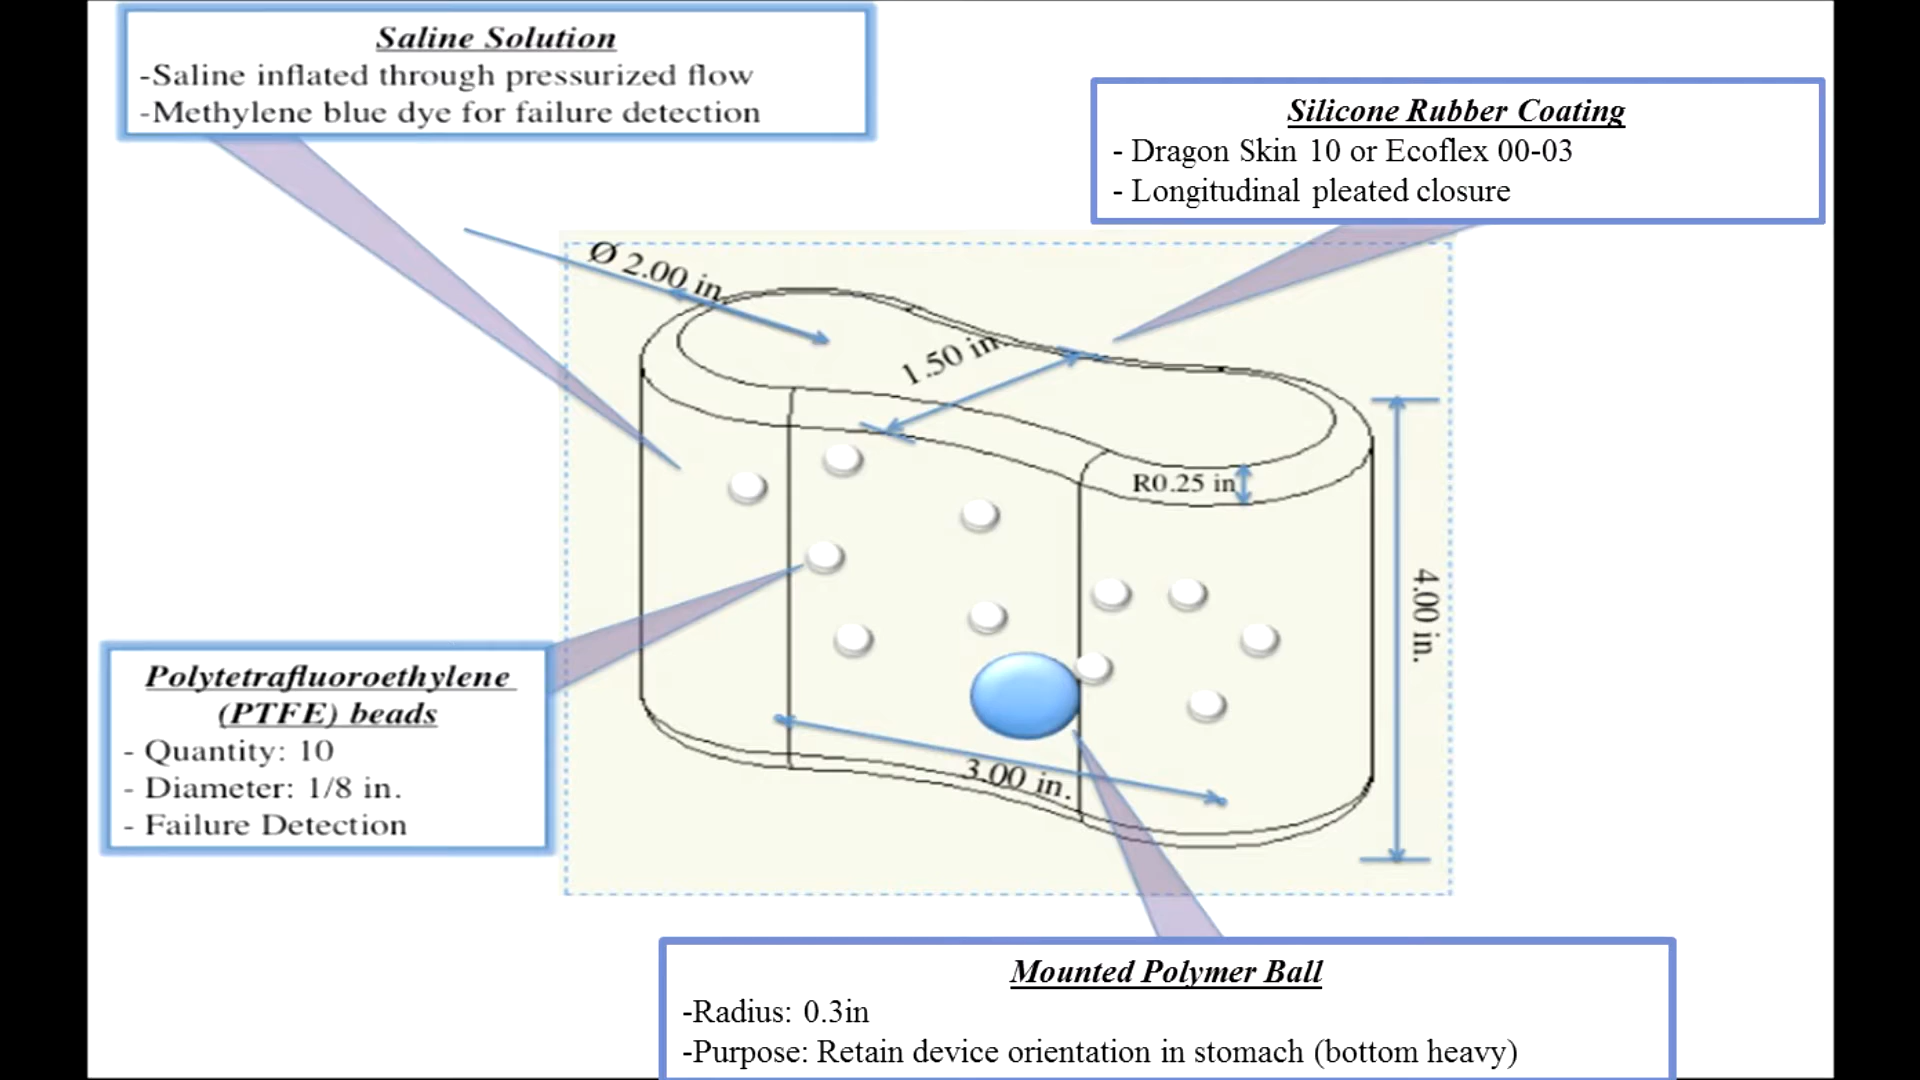 Saline Solution
-Saline inflated through pressurized flow
-Methylene blue dye for failure detection
Silicone Rubber Coating
- Dragon Skin 10 or Ecoflex 00-03
- Longitudinal pleated closure
Ø 2.00 in
1.50 in.
R0.25 in
4.00 in.
3.00 in.
Polytetrafluoroethylene
(PTFE) beads
- Quantity: 10
- Diameter: 1/8 in.
- Failure Detection
Mounted Polymer Ball
-Radius: 0.3in
-Purpose: Retain device orientation in stomach (bottom heavy)